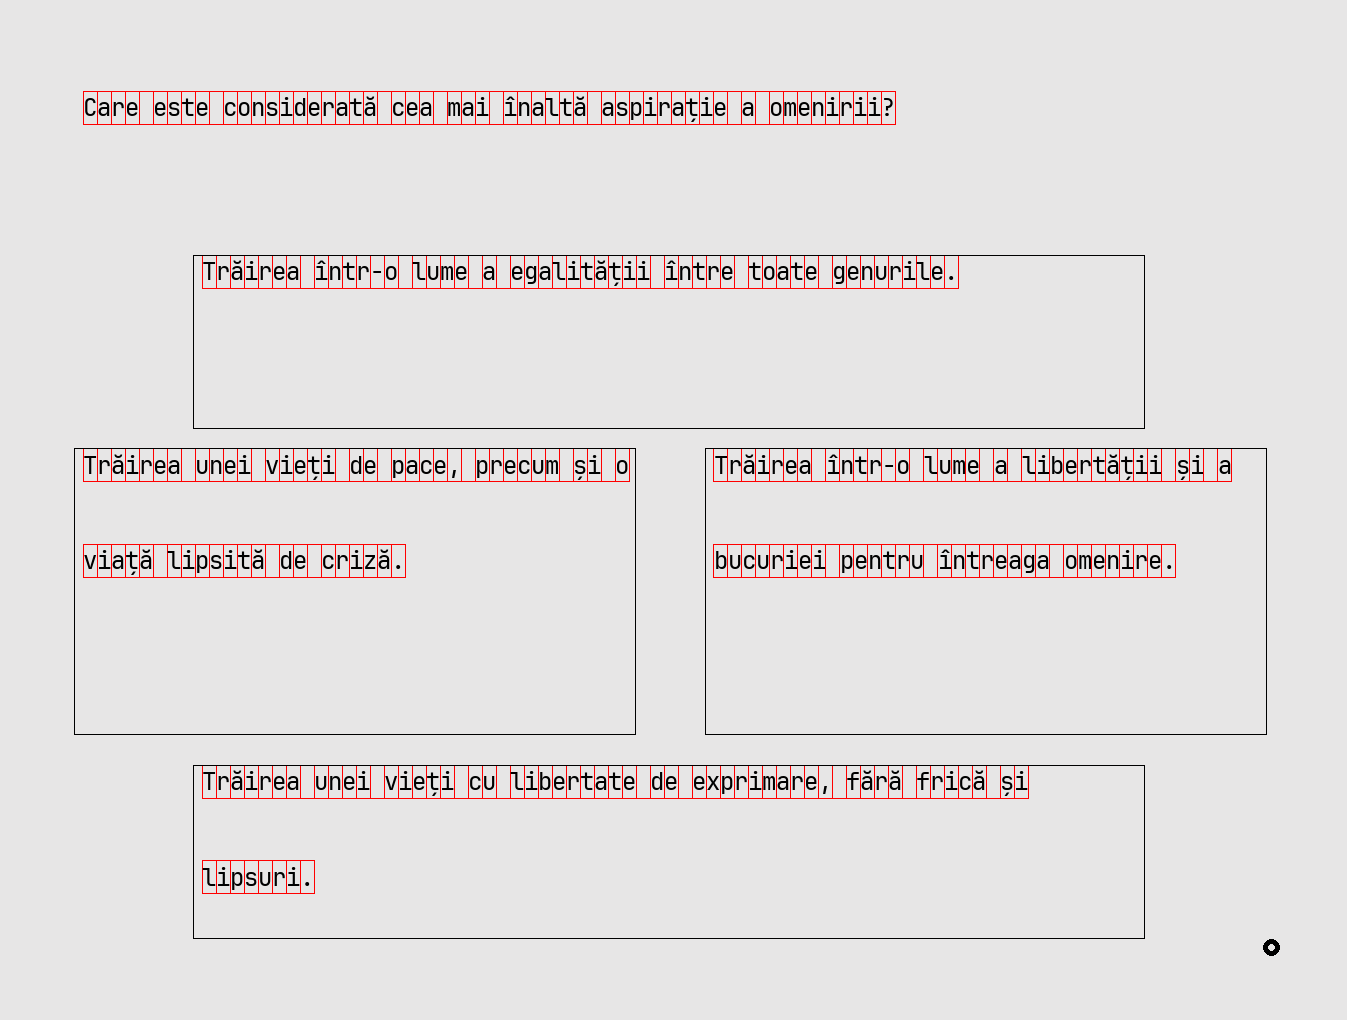 Care este considerată cea mai înaltă aspirație a omenirii?
Trăirea într-o lume a egalității între toate genurile.
Trăirea unei vieți de pace, precum și o
viață lipsită de criză.
Trăirea într-o lume a libertății și a
bucuriei pentru întreaga omenire.
Trăirea unei vieți cu libertate de exprimare, fără frică și
lipsuri.